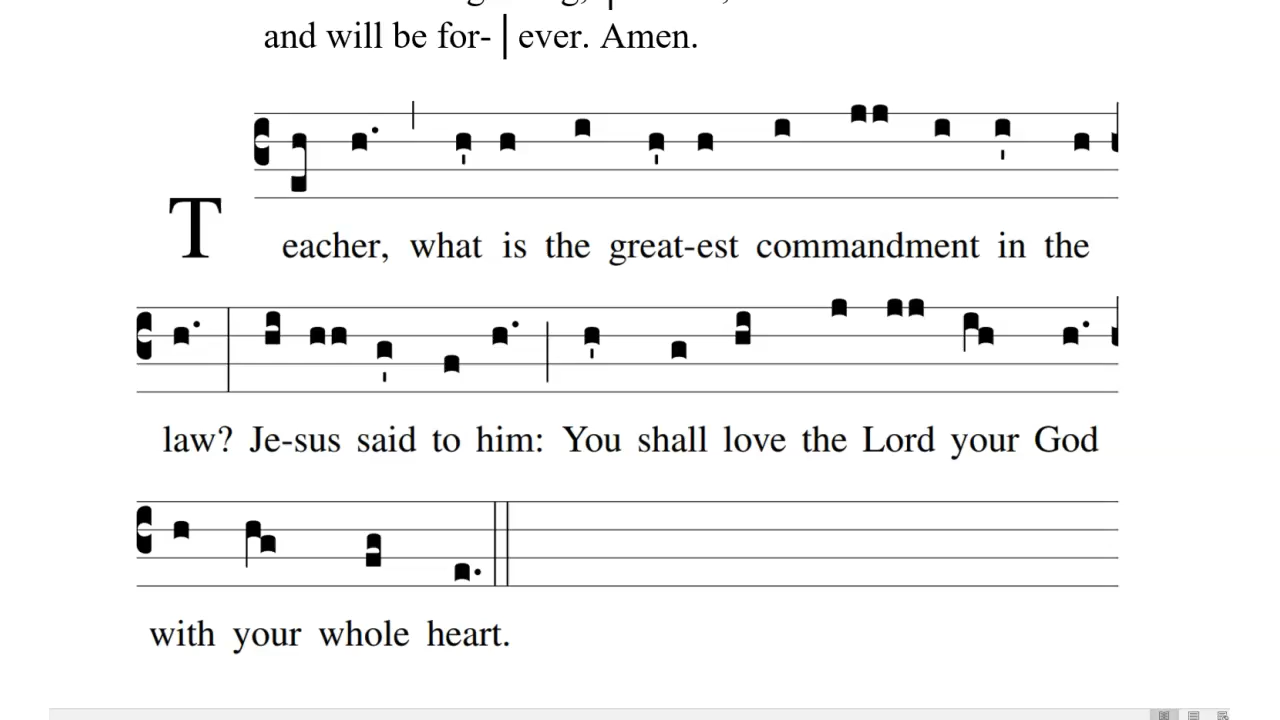 and will be for- | ever. Amen.
Teacher, what is the great-est commandment in the
law? Je-sus said to him: You shall love the Lord your God
with your whole heart.